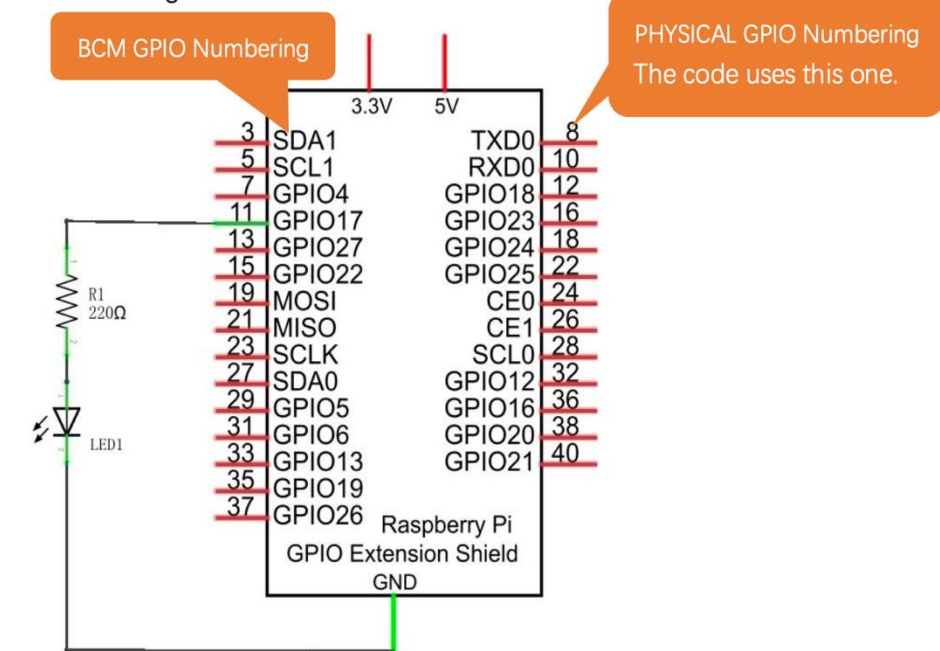 BCM GPIO Numbering
PHYSICAL GPIO Numbering
The code uses this one.
3.3V 5V
3 SDA1 TXD0 8
5 SCL1 RXD0 10
7 GPIO4 GPIO18 12
11 GPIO17 GPIO23 16
13 GPIO27 GPIO24 18
15 GPIO22 GPIO25 22
19 MOSI CE0 24
21 MISO CE1 26
23 SCLK SCL0 28
27 SDA0 GPIO12 32
29 GPIO5 GPIO16 36
31 GPIO6 GPIO20 38
33 GPIO13 GPIO21 40
35 GPIO19
37 GPIO26
1
R1
220Ω
2
1
LED1
2
Raspberry Pi
GPIO Extension Shield
GND